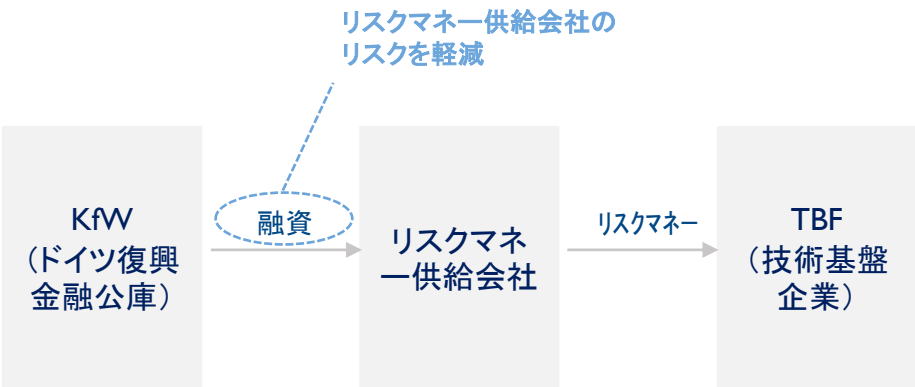 リスクマネー供給会社の
リスクを軽減
KfW
（ドイツ復興
金融公庫）
融資
リスクマネ
ー供給会社
リスクマネー
TBF
（技術基盤
企業）